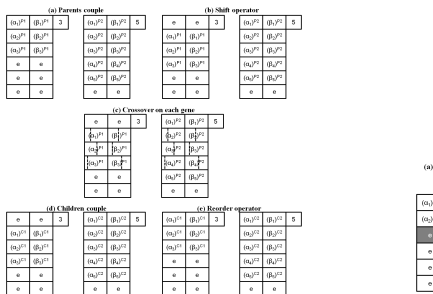 (a) Parents couple (b) Shift operator
(α₁)ᴾ¹ (β₁)ᴾ¹ 3 (α₁)ᴾ² (β₁)ᴾ² 5 e e 3 (α₁)ᴾ² (β₁)ᴾ² 5
(α₂)ᴾ¹ (β₂)ᴾ¹ (α₂)ᴾ² (β₂)ᴾ² (α₁)ᴾ¹ (β₁)ᴾ¹ (α₂)ᴾ² (β₂)ᴾ²
(α₃)ᴾ¹ (β₃)ᴾ¹ (α₃)ᴾ² (β₃)ᴾ² (α₂)ᴾ¹ (β₂)ᴾ¹ (α₃)ᴾ² (β₃)ᴾ²
e e (α₄)ᴾ² (β₄)ᴾ² (α₃)ᴾ¹ (β₃)ᴾ¹ (α₄)ᴾ² (β₄)ᴾ²
e e (α₅)ᴾ² (β₅)ᴾ² e e (α₅)ᴾ² (β₅)ᴾ²
e e e e e e e e
(c) Crossover on each gene
e e 3 (α₁)ᴾ² (β₁)ᴾ² 5
(α₁)ᴾ¹ (β₁)ᴾ¹ (α₂)ᴾ² (β₂)ᴾ²
(α₂)ᴾ¹ (β₂)ᴾ¹ (α₃)ᴾ² (β₃)ᴾ²
(α₃)ᴾ¹ (β₃)ᴾ¹ (α₄)ᴾ² (β₄)ᴾ²
e e (α₅)ᴾ² (β₅)ᴾ²
e e e e
(d) Children couple (e) Reorder operator
e e 3 (α₁)ᶜ² (β₁)ᶜ² 5 (α₁)ᶜ¹ (β₁)ᶜ¹ 3 (α₁)ᶜ² (β₁)ᶜ² 5
(α₁)ᶜ¹ (β₁)ᶜ¹ (α₂)ᶜ² (β₂)ᶜ² (α₂)ᶜ¹ (β₂)ᶜ¹ (α₂)ᶜ² (β₂)ᶜ²
(α₂)ᶜ¹ (β₂)ᶜ¹ (α₃)ᶜ² (β₃)ᶜ² (α₃)ᶜ¹ (β₃)ᶜ¹ (α₃)ᶜ² (β₃)ᶜ²
(α₃)ᶜ¹ (β₃)ᶜ¹ (α₄)ᶜ² (β₄)ᶜ² e e (α₄)ᶜ² (β₄)ᶜ²
e e (α₅)ᶜ² (β₅)ᶜ² e e (α₅)ᶜ² (β₅)ᶜ²
e e e e e e e e
(a)
(α₁)
(α₂)
e
e
e
e